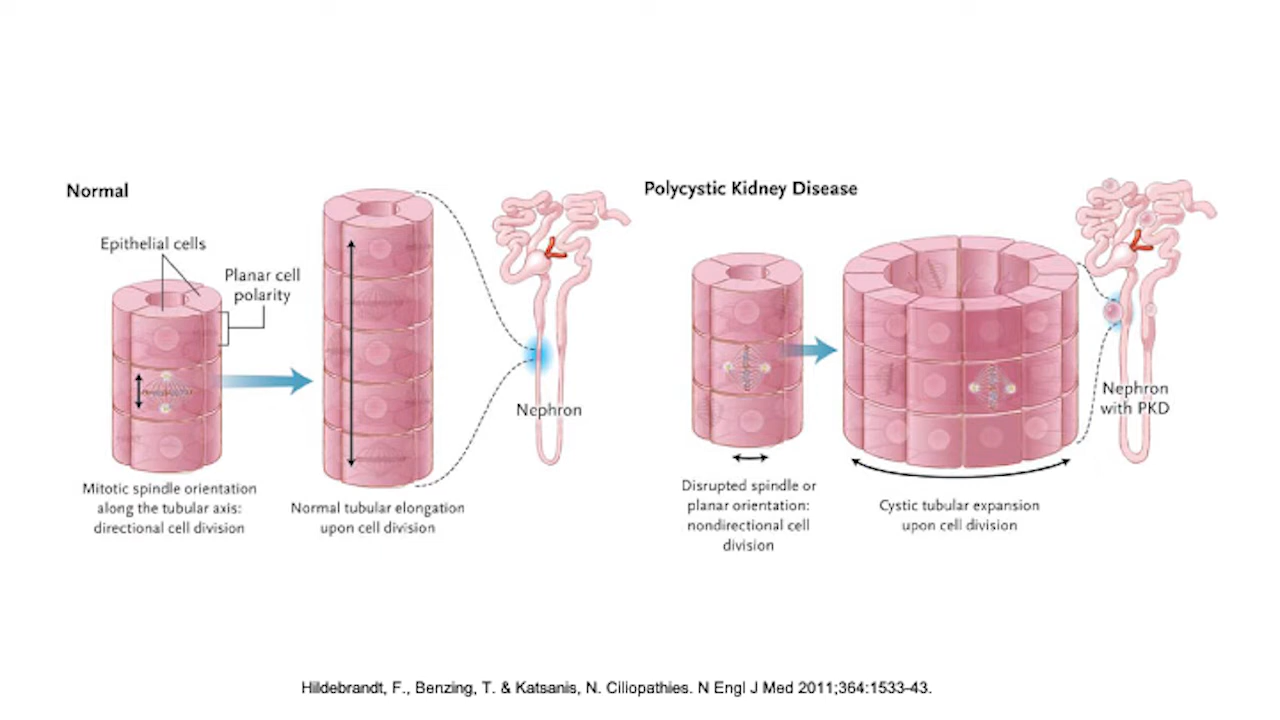 Normal
Epithelial cells
Planar cell
polarity
Nephron
Mitotic spindle orientation
along the tubular axis:
directional cell division
Normal tubular elongation
upon cell division
Polycystic Kidney Disease
Nephron
with PKD
Disrupted spindle or
planar orientation:
nondirectional cell
division
Cystic tubular expansion
upon cell division
Hildebrandt, F., Benzing, T. & Katsanis, N. Ciliopathies. N Engl J Med 2011;364:1533-43.